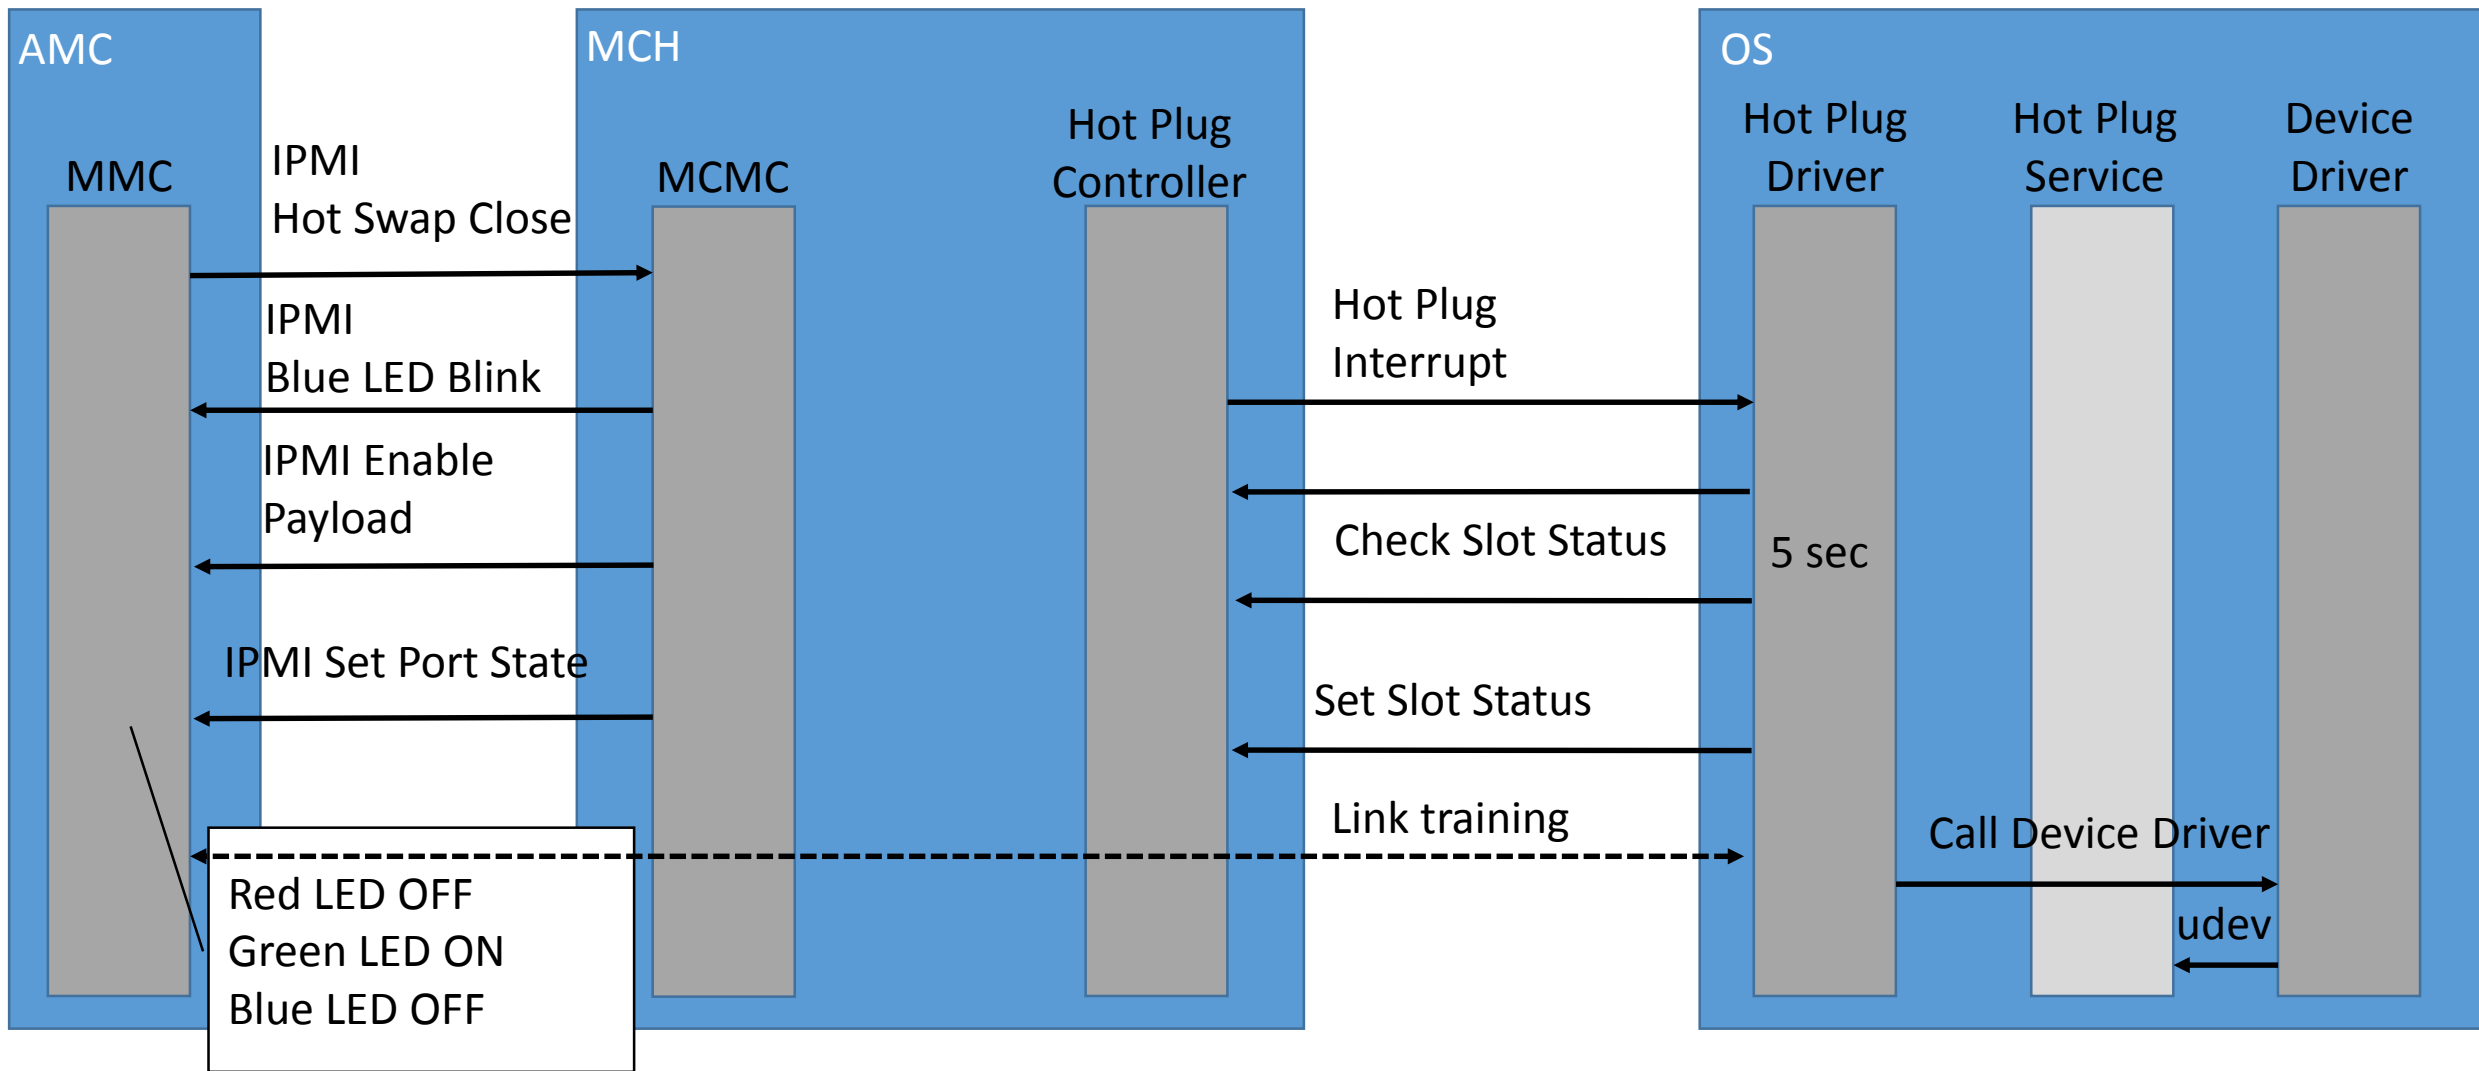 AMC
MCH
OS
MMC
IPMI
Hot Swap Close
MCMC
Hot Plug
Controller
Hot Plug
Driver
Hot Plug
Service
Device
Driver
IPMI
Blue LED Blink
Hot Plug
Interrupt
IPMI Enable
Payload
Check Slot Status
5 sec
IPMI Set Port State
Set Slot Status
Link training
Call Device Driver
udev
Red LED OFF
Green LED ON
Blue LED OFF